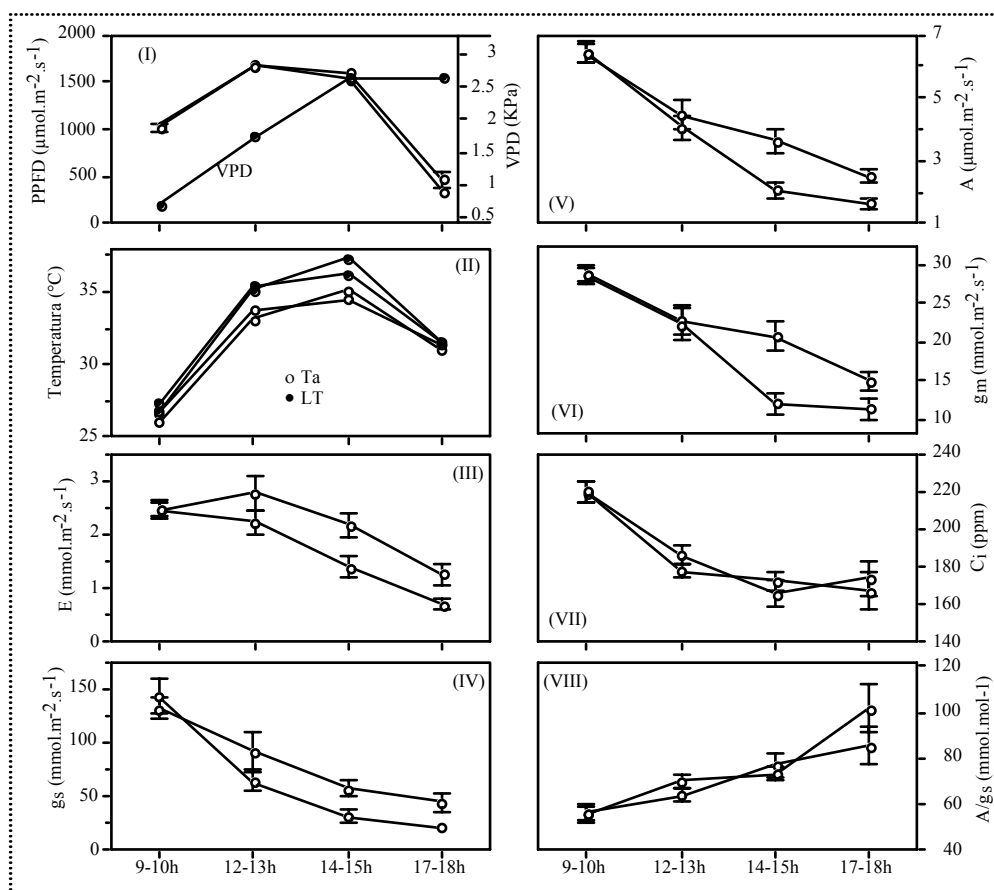 (I)
PPFD (µmol.m-2.s-1)
2000
1500
1000
500
0
VPD
3
2.5
2
1.5
1
0.5
VPD (KPa)
(II)
Temperatura (°C)
35
30
25
Ta
LT
(III)
E (mmol.m-2.s-1)
3
2
1
0
(IV)
gs (mmol.m-2.s-1)
150
100
50
0
9-10h
12-13h
14-15h
17-18h
(V)
7
5
3
1
A (µmol.m-2.s-1)
(VI)
30
25
20
15
10
gm (mmol.m-2.s-1)
(VII)
240
220
200
180
160
140
Ci (ppm)
(VIII)
120
100
80
60
40
A/gs (mmol.mol-1)
9-10h
12-13h
14-15h
17-18h